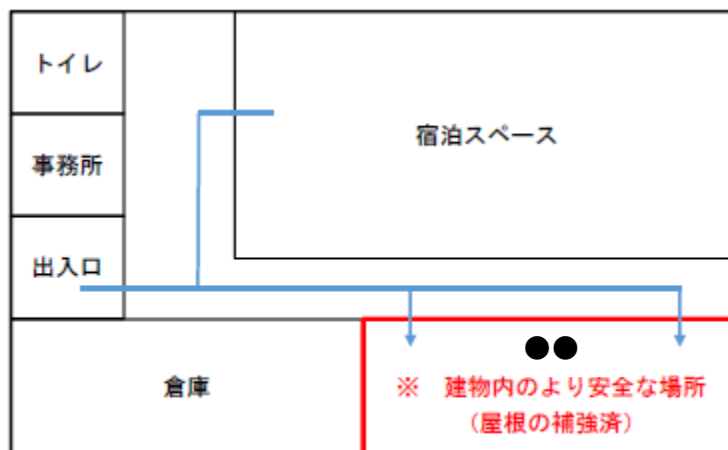 トイレ
宿泊スペース
事務所
出入口
●●
倉庫
※ 建物内のより安全な場所
（屋根の補強済）